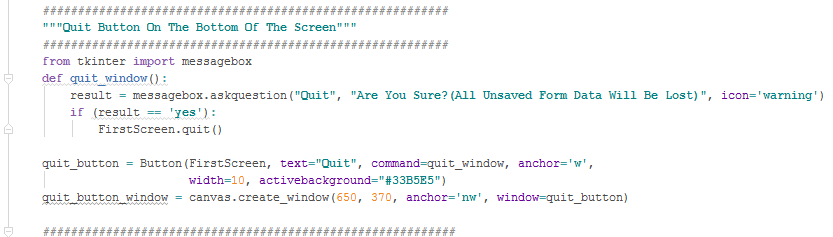 ##########################################################
"""Quit Button On The Bottom Of The Screen"""
##########################################################
from tkinter import messagebox
def quit_window():
    result = messagebox.askquestion("Quit", "Are You Sure?(All Unsaved Form Data Will Be Lost)", icon='warning')
    if (result == 'yes'):
        FirstScreen.quit()
quit_button = Button(FirstScreen, text="Quit", command=quit_window, anchor='w',
                     width=10, activebackground="#33B5E5")
quit_button_window = canvas.create_window(650, 370, anchor='nw', window=quit_button)
###########################################################